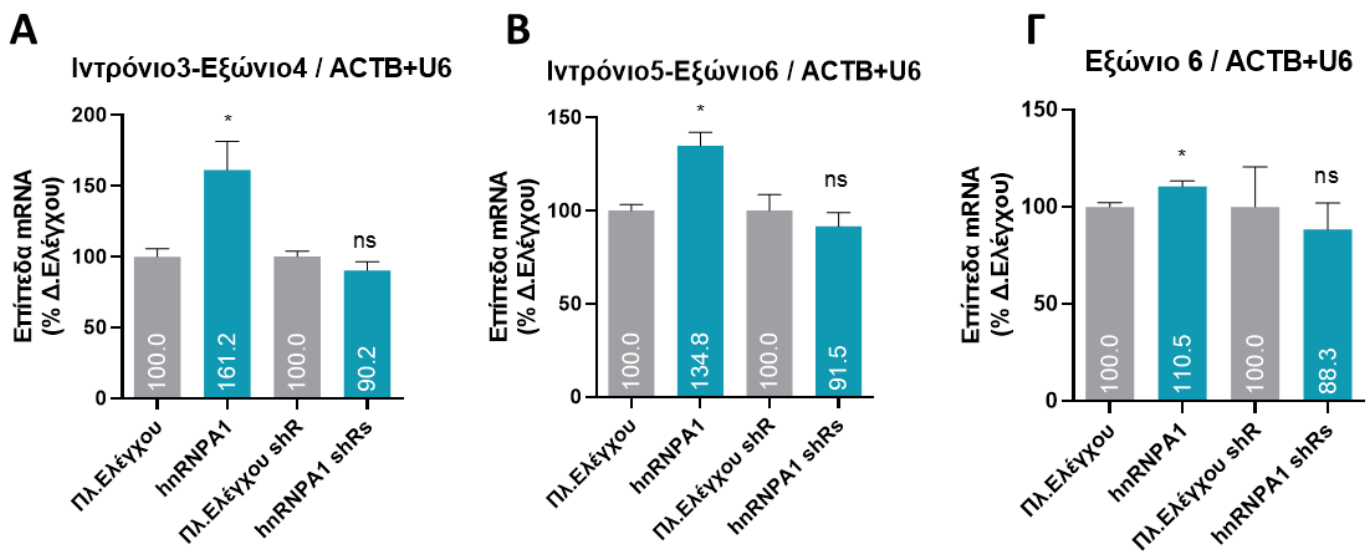 Α
Ιντρόνιο3-Εξώνιο4 / ACTB+U6
Επίπεδα mRNA
(% Δ.Ελέγχου)
200
150
100
50
0
*
ns
100.0
161.2
100.0
90.2
Πλ.Ελέγχου
hnRNPA1
Πλ.Ελέγχου shR
hnRNPA1 shRs
Β
Ιντρόνιο5-Εξώνιο6 / ACTB+U6
Επίπεδα mRNA
(% Δ.Ελέγχου)
150
100
50
0
*
ns
100.0
134.8
100.0
91.5
Πλ.Ελέγχου
hnRNPA1
Πλ.Ελέγχου shR
hnRNPA1 shRs
Γ
Εξώνιο 6 / ACTB+U6
Επίπεδα mRNA
(% Δ.Ελέγχου)
150
100
50
0
*
ns
100.0
110.5
100.0
88.3
Πλ.Ελέγχου
hnRNPA1
Πλ.Ελέγχου shR
hnRNPA1 shRs